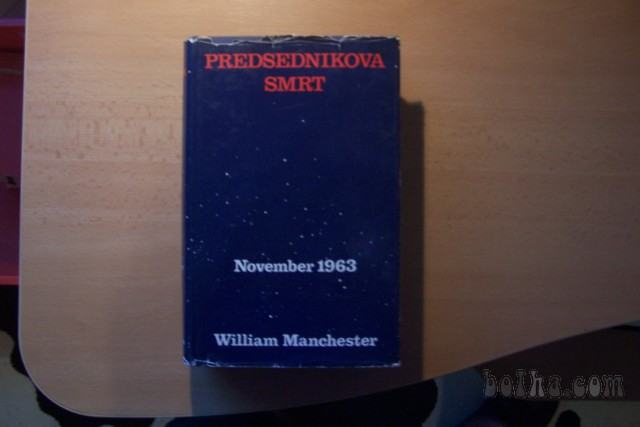 PREDSEDNIKOVA
SMRT
November 1963
William Manchester
bolha.com